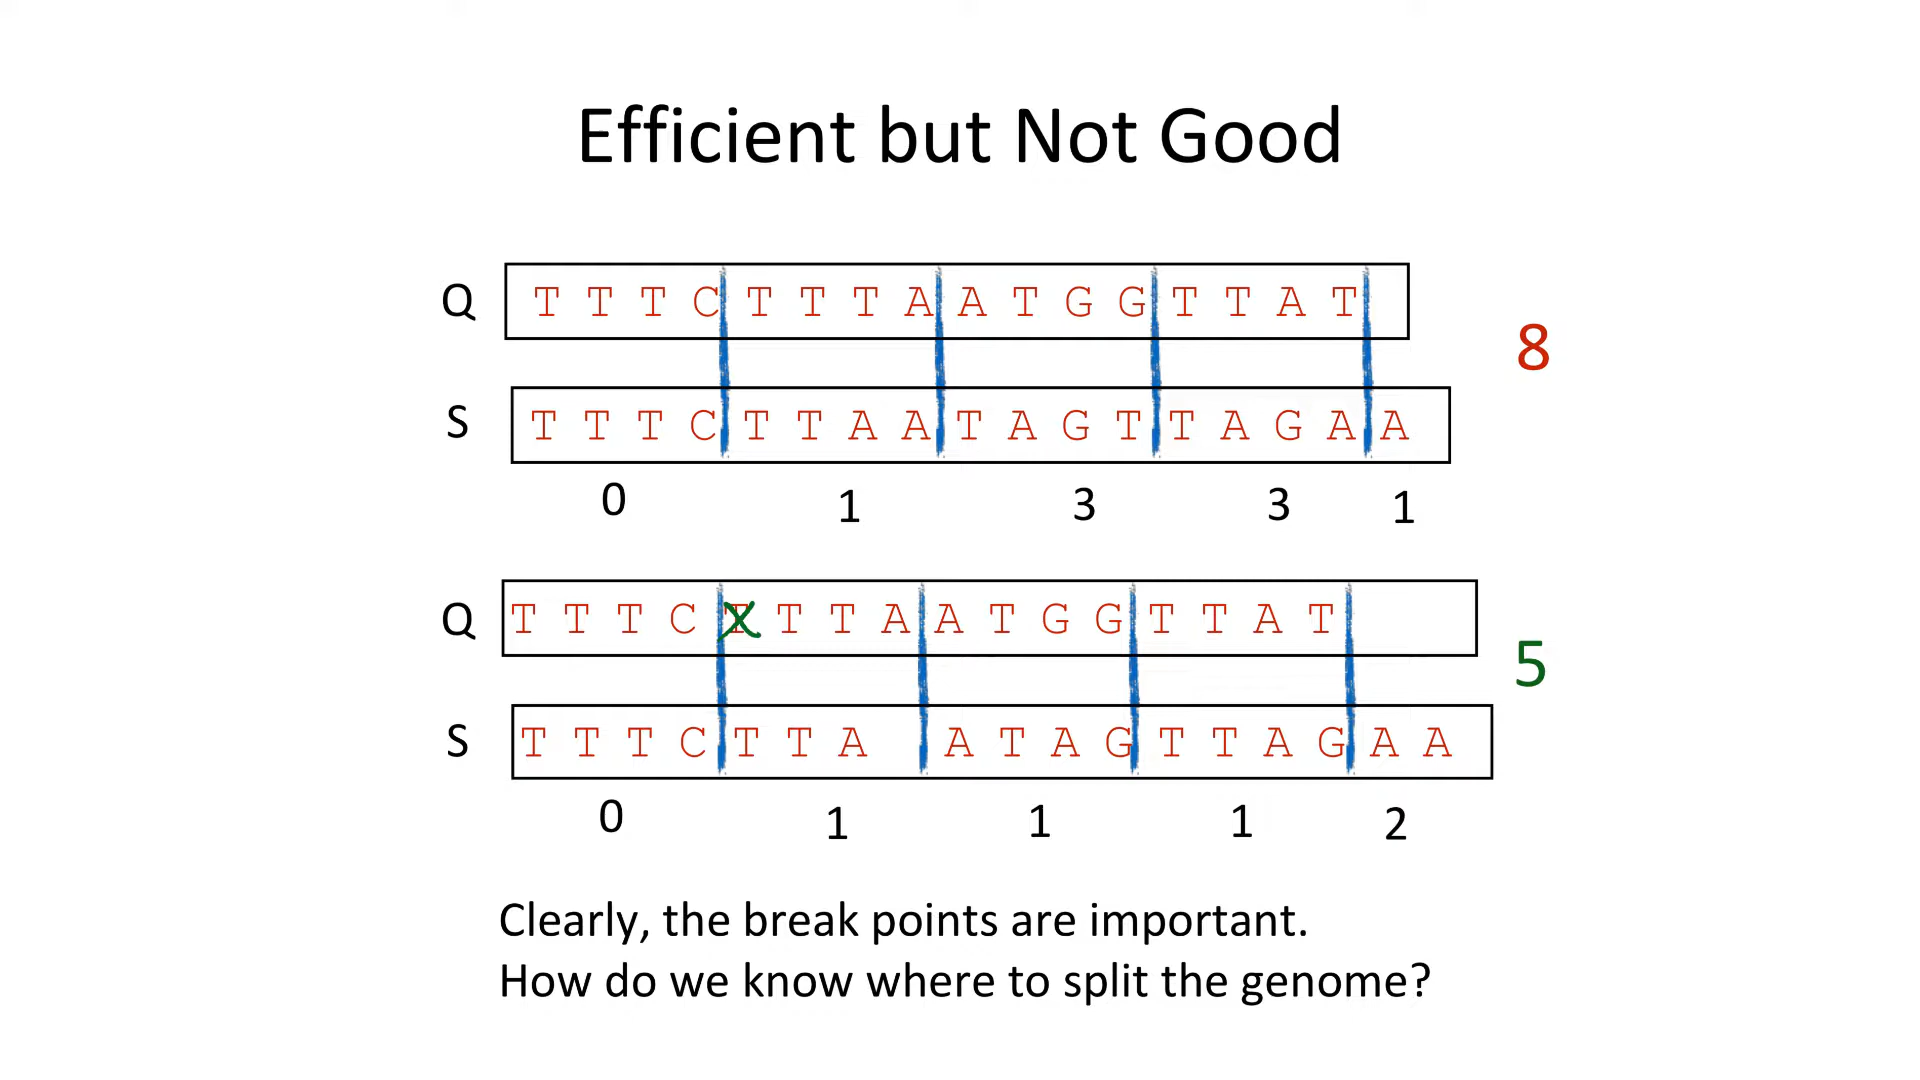 Efficient but Not Good
Q T T T C T T T A A T G G T T A T
8
S T T T C T T A A T A G T T A G A A
0 1 3 3 1
Q T T T C T T T A A T G G T T A T
5
S T T T C T T A A T A G T T A G A A
0 1 1 1 2
Clearly, the break points are important.
How do we know where to split the genome?